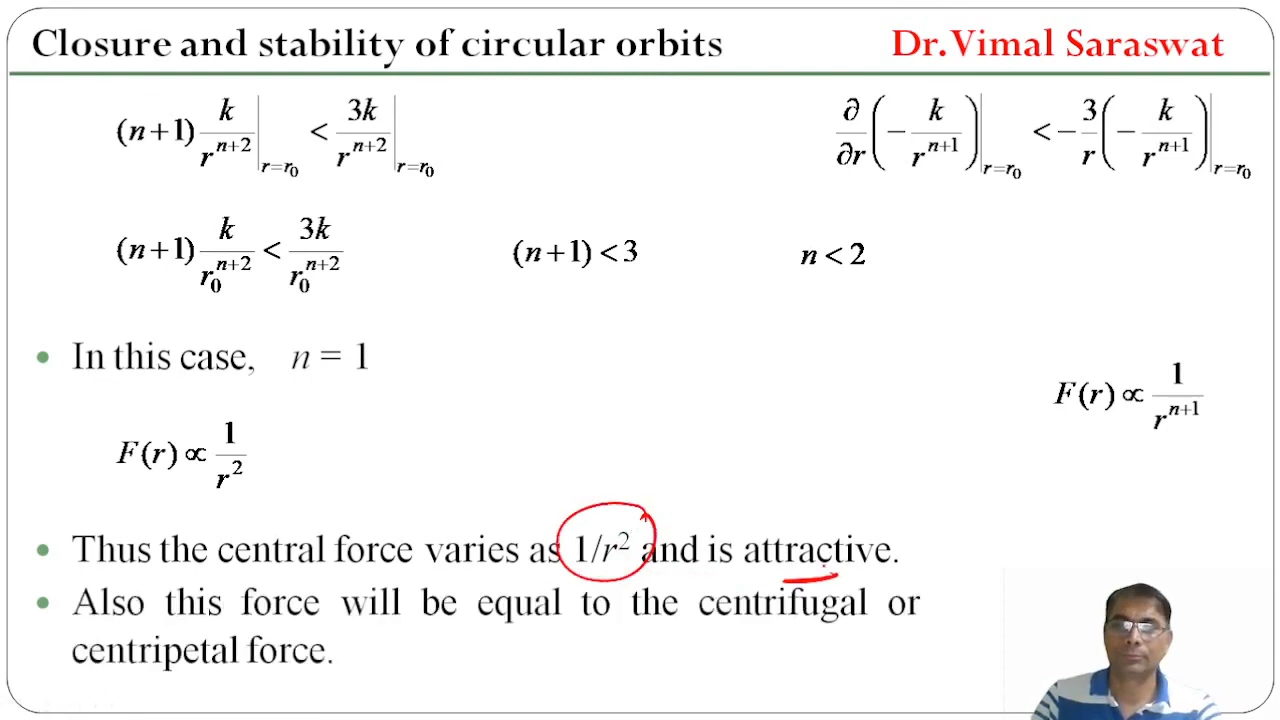 Closure and stability of circular orbits Dr. Vimal Saraswat
(n+1) k/r^{n+2} |_{r=r₀} < 3k/r^{n+2} |_{r=r₀} ∂/∂r (− k/r^{n+1}) |_{r=r₀} < − 3/r (− k/r^{n+1}) |_{r=r₀}
(n+1) k/r₀^{n+2} < 3k/r₀^{n+2} (n+1) < 3 n < 2
• In this case, n = 1
F(r) ∝ 1/r^{n+1}
F(r) ∝ 1/r²
• Thus the central force varies as 1/r² and is attractive.
• Also this force will be equal to the centrifugal or
centripetal force.